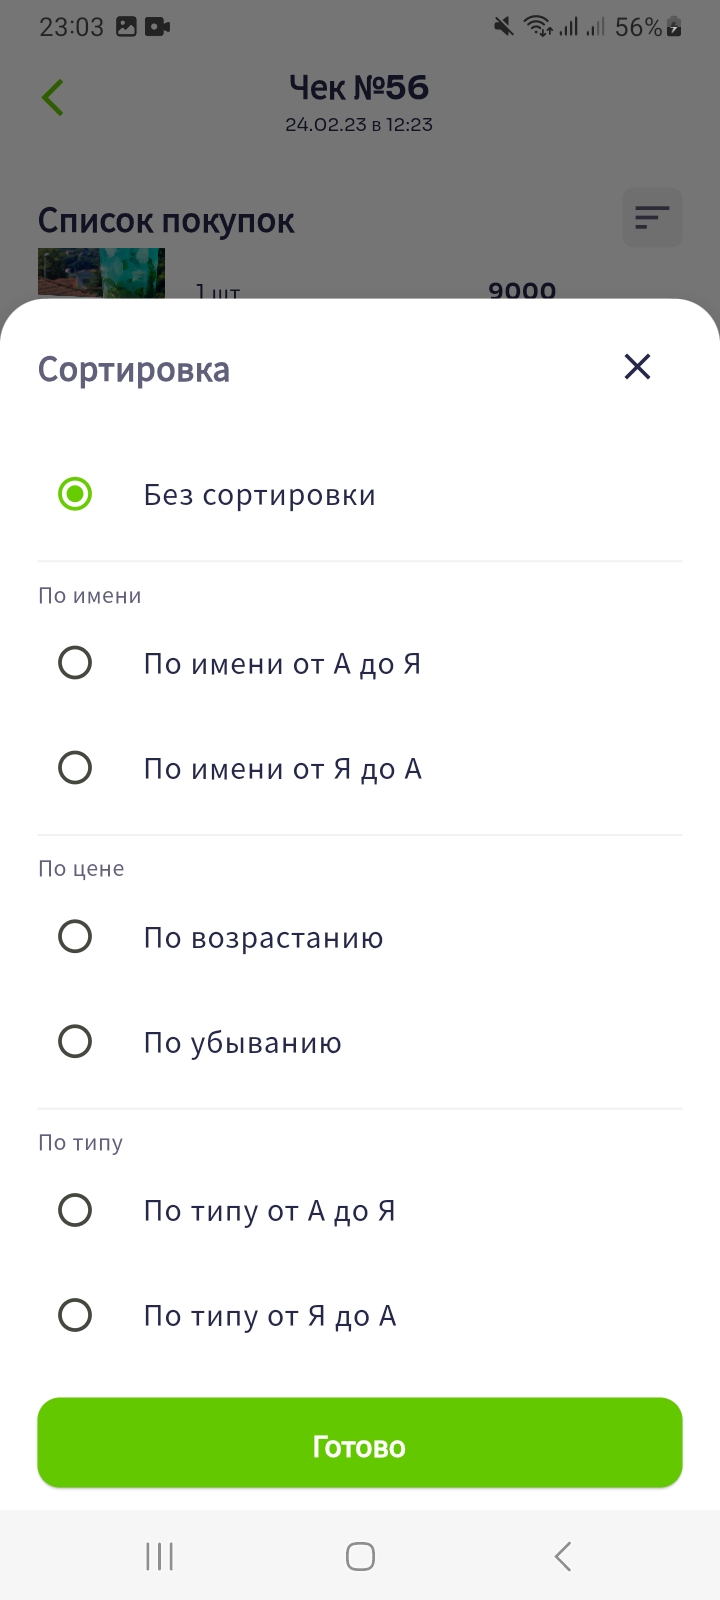 23:03 56%
Чек №56
24.02.23 в 12:23
Список покупок
1 шт 9000
Сортировка
Без сортировки
По имени
По имени от А до Я
По имени от Я до А
По цене
По возрастанию
По убыванию
По типу
По типу от А до Я
По типу от Я до А
Готово